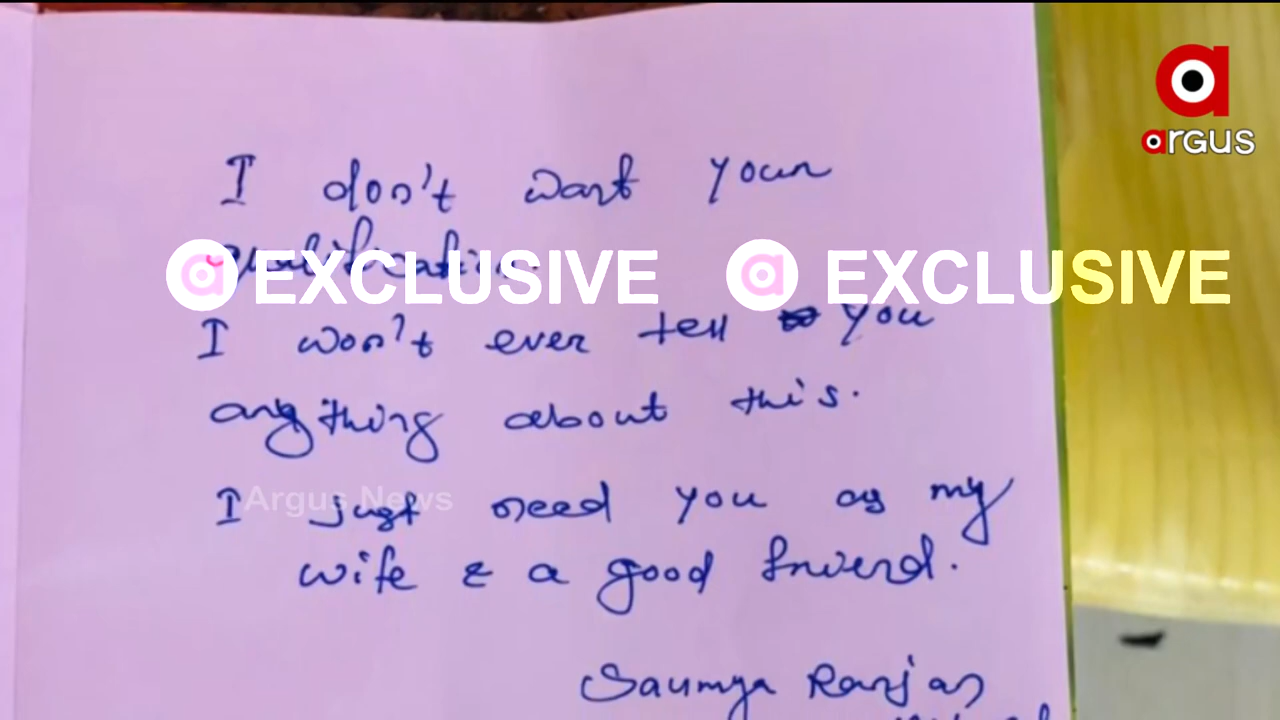 argus
I don't want your
qualification.
EXCLUSIVE EXCLUSIVE
I won't ever tell you
anything about this.
Argus News
I just need you as my
wife & a good friend.
Saumya Ranjan